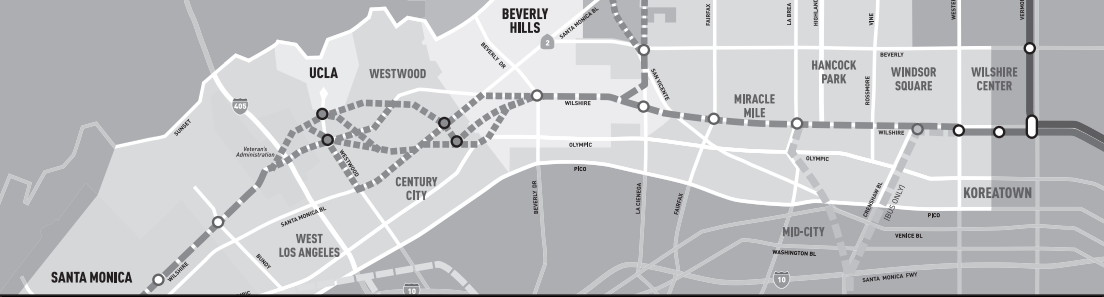 BEVERLY
HILLS
SANTA MONICA BL
2
BEVERLY DR
FAIRFAX
LA BREA
HIGHLAND
VINE
WESTERN
VERMONT
UCLA
WESTWOOD
405
SUNSET
SAN VICENTE
BEVERLY
HANCOCK
PARK
ROSSMORE
WINDSOR
SQUARE
WILSHIRE
CENTER
WILSHIRE
MIRACLE
MILE
WILSHIRE
Veteran's
Administration
WESTWOOD
OLYMPIC
OLYMPIC
PICO
CENTURY
CITY
BEVERLY DR
LA CIENEGA
FAIRFAX
CRENSHAW BL
(BUS ONLY)
KOREATOWN
SANTA MONICA BL
PICO
WEST
LOS ANGELES
MID-CITY
VENICE BL
WASHINGTON BL
BUNDY
SANTA MONICA
WILSHIRE
10
10
SANTA MONICA FWY